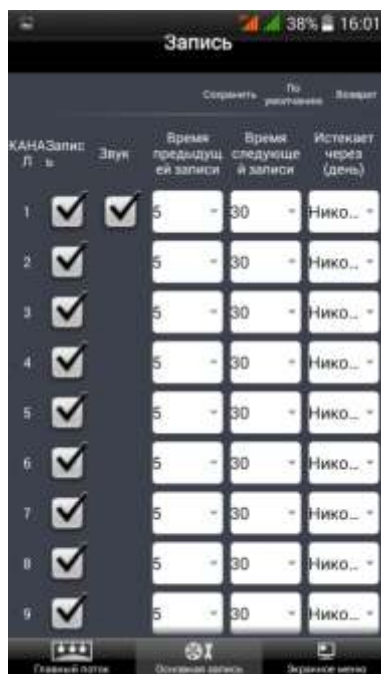 38% 16:01
Запись
Сохранить По умолчанию Возврат
КАНАЛ Запись Звук Время предыдущей записи Время следующей записи Истекает через (день)
1 5 30 Нико...
2 5 30 Нико...
3 5 30 Нико...
4 5 30 Нико...
5 5 30 Нико...
6 5 30 Нико...
7 5 30 Нико...
8 5 30 Нико...
9 5 30 Нико...
Главный поток Основная запись Экранное меню